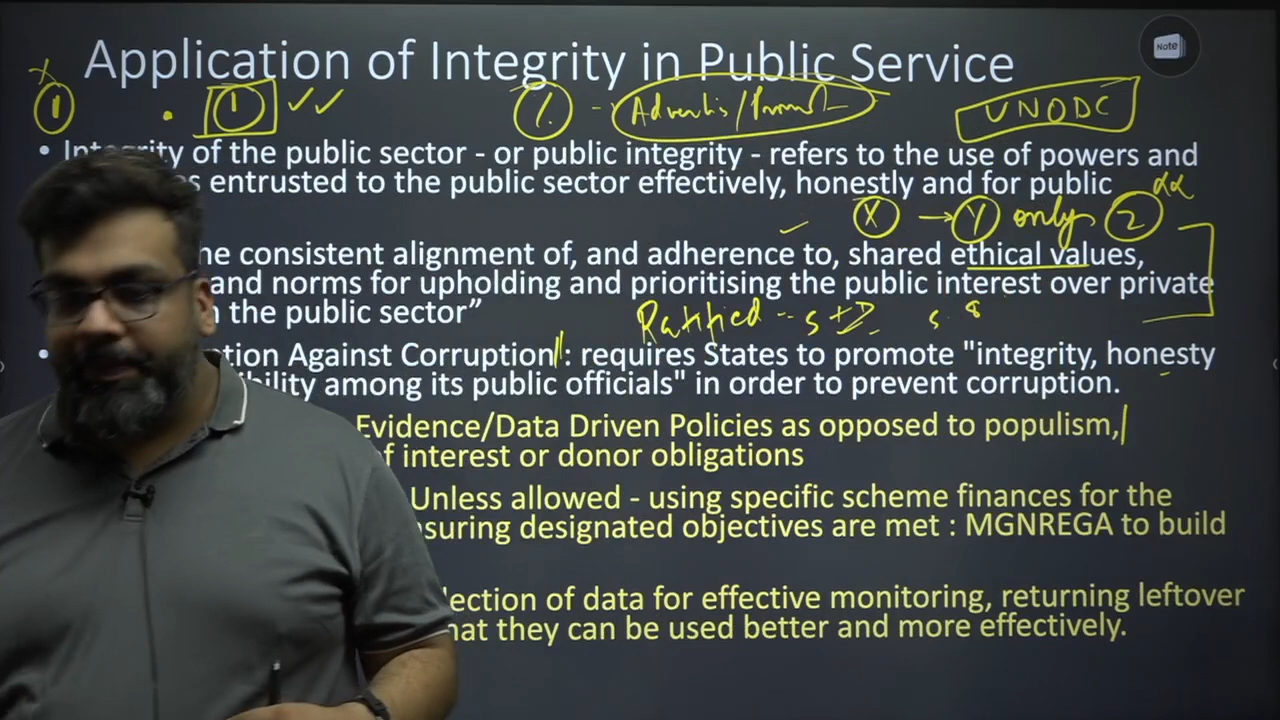 Application of Integrity in Public Service
Note
1 1 UNODC
• Integrity of the public sector - or public integrity - refers to the use of powers and
s entrusted to the public sector effectively, honestly and for public
X → Y only 2
he consistent alignment of, and adherence to, shared ethical values,
and norms for upholding and prioritising the public interest over private
n the public sector”
Ratified
tion Against Corruption : requires States to promote "integrity, honesty
bility among its public officials" in order to prevent corruption.
Evidence/Data Driven Policies as opposed to populism,
f interest or donor obligations
Unless allowed - using specific scheme finances for the
suring designated objectives are met : MGNREGA to build
lection of data for effective monitoring, returning leftover
hat they can be used better and more effectively.